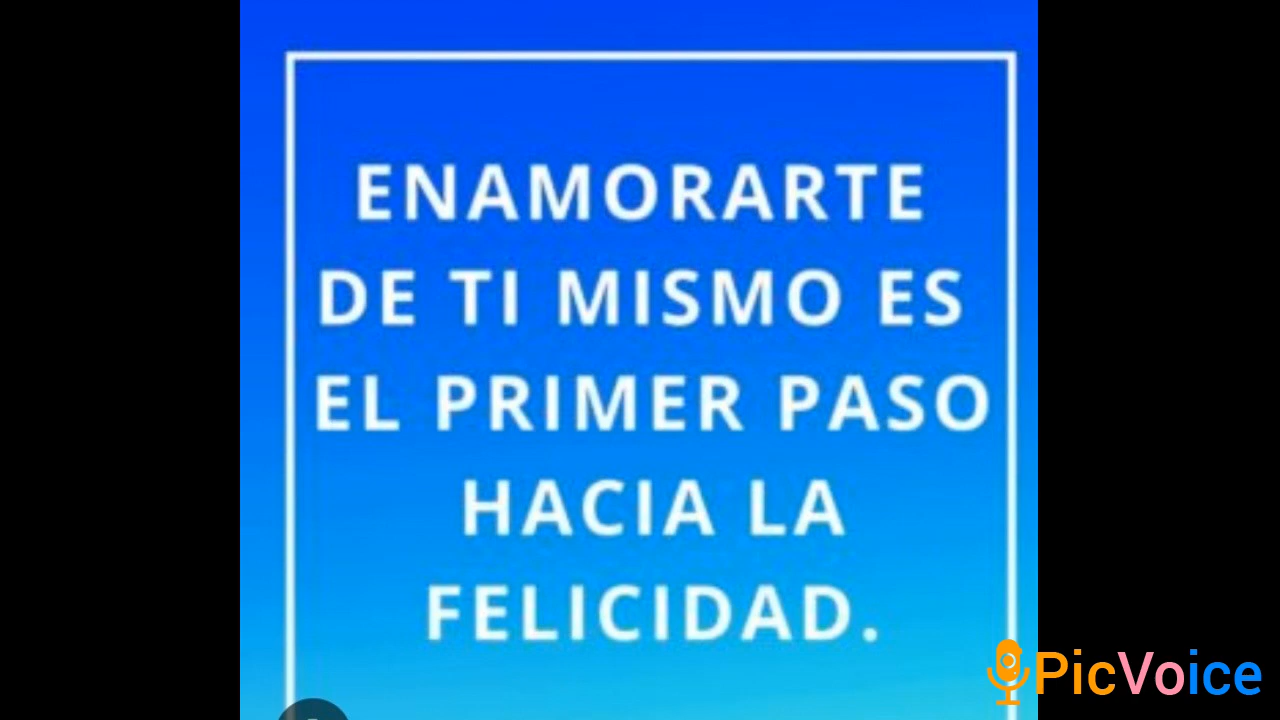 ENAMORARTE
DE TI MISMO ES
EL PRIMER PASO
HACIA LA
FELICIDAD.
PicVoice